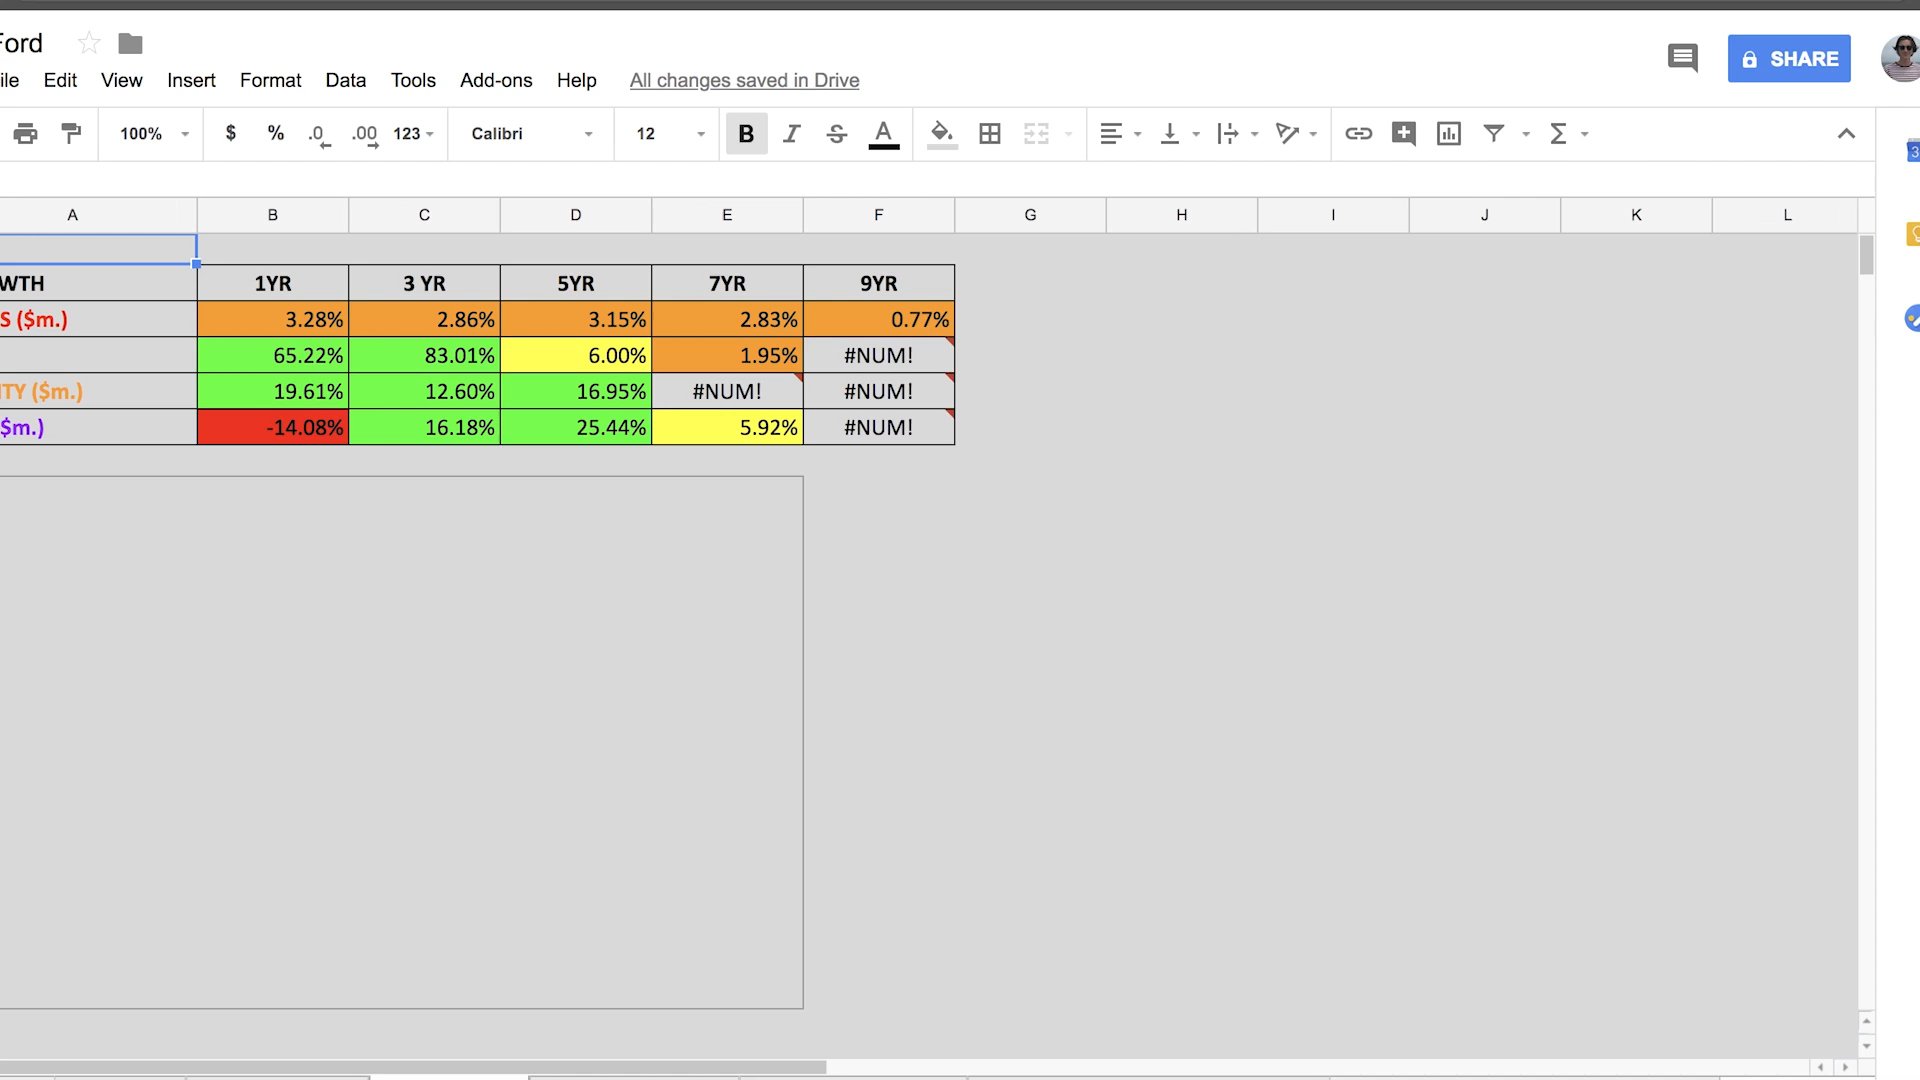 Ford
ile Edit View Insert Format Data Tools Add-ons Help All changes saved in Drive SHARE
100% $ % .0 .00 123 Calibri 12 B I S A
A B C D E F G H I J K L
WTH 1YR 3 YR 5YR 7YR 9YR
S ($m.) 3.28% 2.86% 3.15% 2.83% 0.77%
65.22% 83.01% 6.00% 1.95% #NUM!
ITY ($m.) 19.61% 12.60% 16.95% #NUM! #NUM!
$m.) -14.08% 16.18% 25.44% 5.92% #NUM!